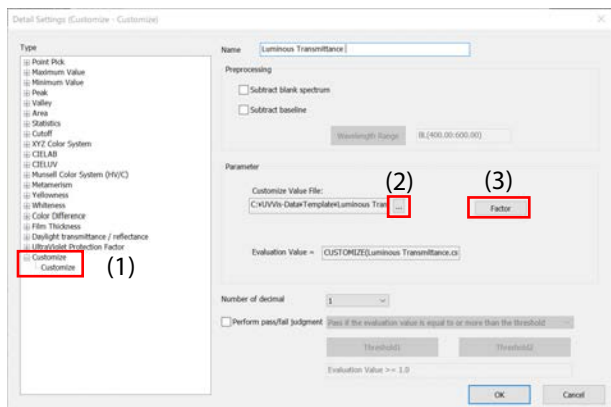 Detail Settings (Customize - Customize)
Type
Point Pick
Maximum Value
Minimum Value
Peak
Valley
Area
Statistics
Cutoff
XYZ Color System
CIELAB
CIELUV
Munsell Color System (HV/C)
Metamerism
Yellowness
Whiteness
Color Difference
Film Thickness
Daylight transmittance / reflectance
UltraViolet Protection Factor
Customize
Customize
(1)
Name Luminous Transmittance
Preprocessing
Subtract blank spectrum
Subtract baseline
Wavelength Range BL(400.00:600.00)
Parameter
(2) (3)
Customize Value File:
C:¥UVVis-Data¥Template¥Luminous Tran ... Factor
Evaluation Value = CUSTOMIZE(Luminous Transmittance.cs
Number of decimal 1
Perform pass/fail judgment Pass if the evaluation value is equal to or more than the threshold
Threshold1 Threshold2
Evaluation Value >= 1.0
OK Cancel